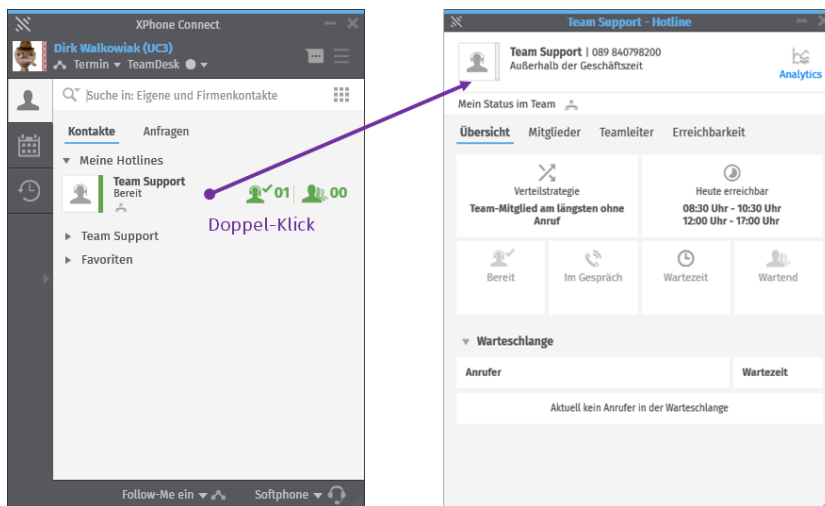 XPhone Connect
Dirk Walkowiak (UC3)
Termin TeamDesk
Suche in: Eigene und Firmenkontakte
Kontakte Anfragen
Meine Hotlines
Team Support
Bereit
01 00
Doppel-Klick
Team Support
Favoriten
Follow-Me ein Softphone
Team Support - Hotline
Team Support | 089 840798200
Außerhalb der Geschäftszeit
Analytics
Mein Status im Team
Übersicht Mitglieder Teamleiter Erreichbarkeit
Verteilstrategie
Team-Mitglied am längsten ohne
Anruf
Heute erreichbar
08:30 Uhr - 10:30 Uhr
12:00 Uhr - 17:00 Uhr
Bereit Im Gespräch Wartezeit Wartend
Warteschlange
Anrufer Wartezeit
Aktuell kein Anrufer in der Warteschlange